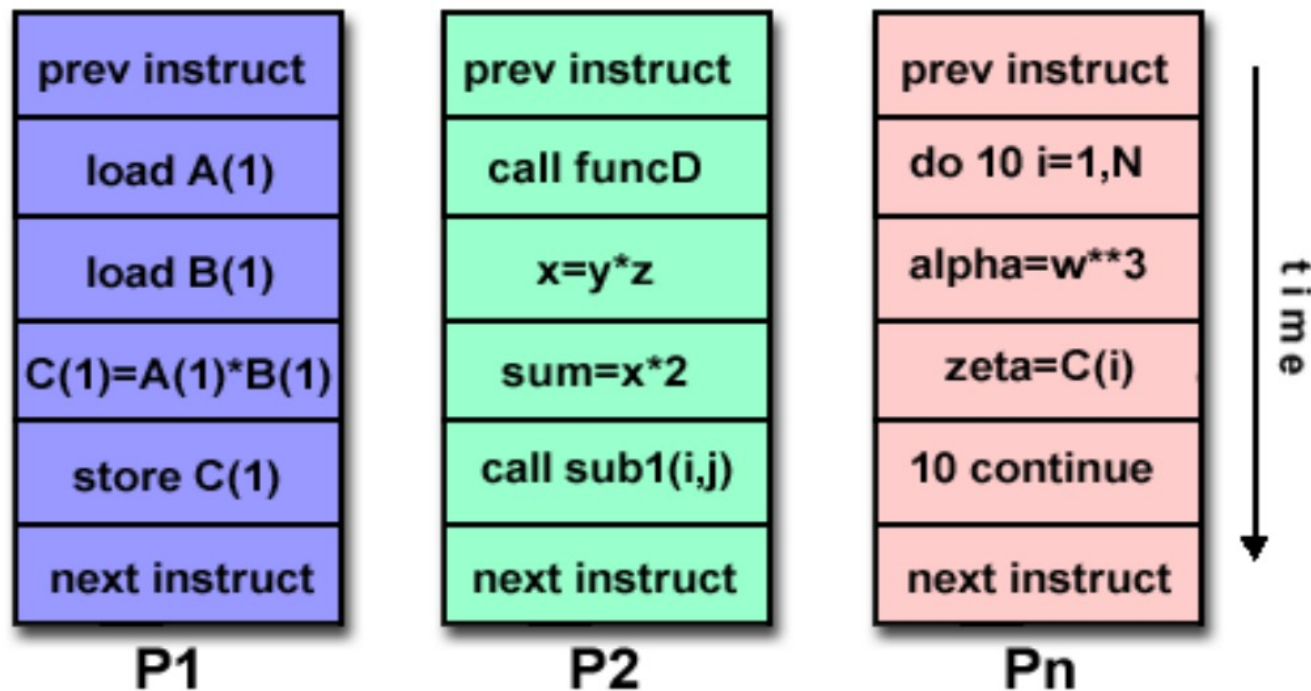 prev instruct
load A(1)
load B(1)
C(1)=A(1)*B(1)
store C(1)
next instruct
P1
prev instruct
call funcD
x=y*z
sum=x*2
call sub1(i,j)
next instruct
P2
prev instruct
do 10 i=1,N
alpha=w**3
zeta=C(i)
10 continue
next instruct
Pn
time